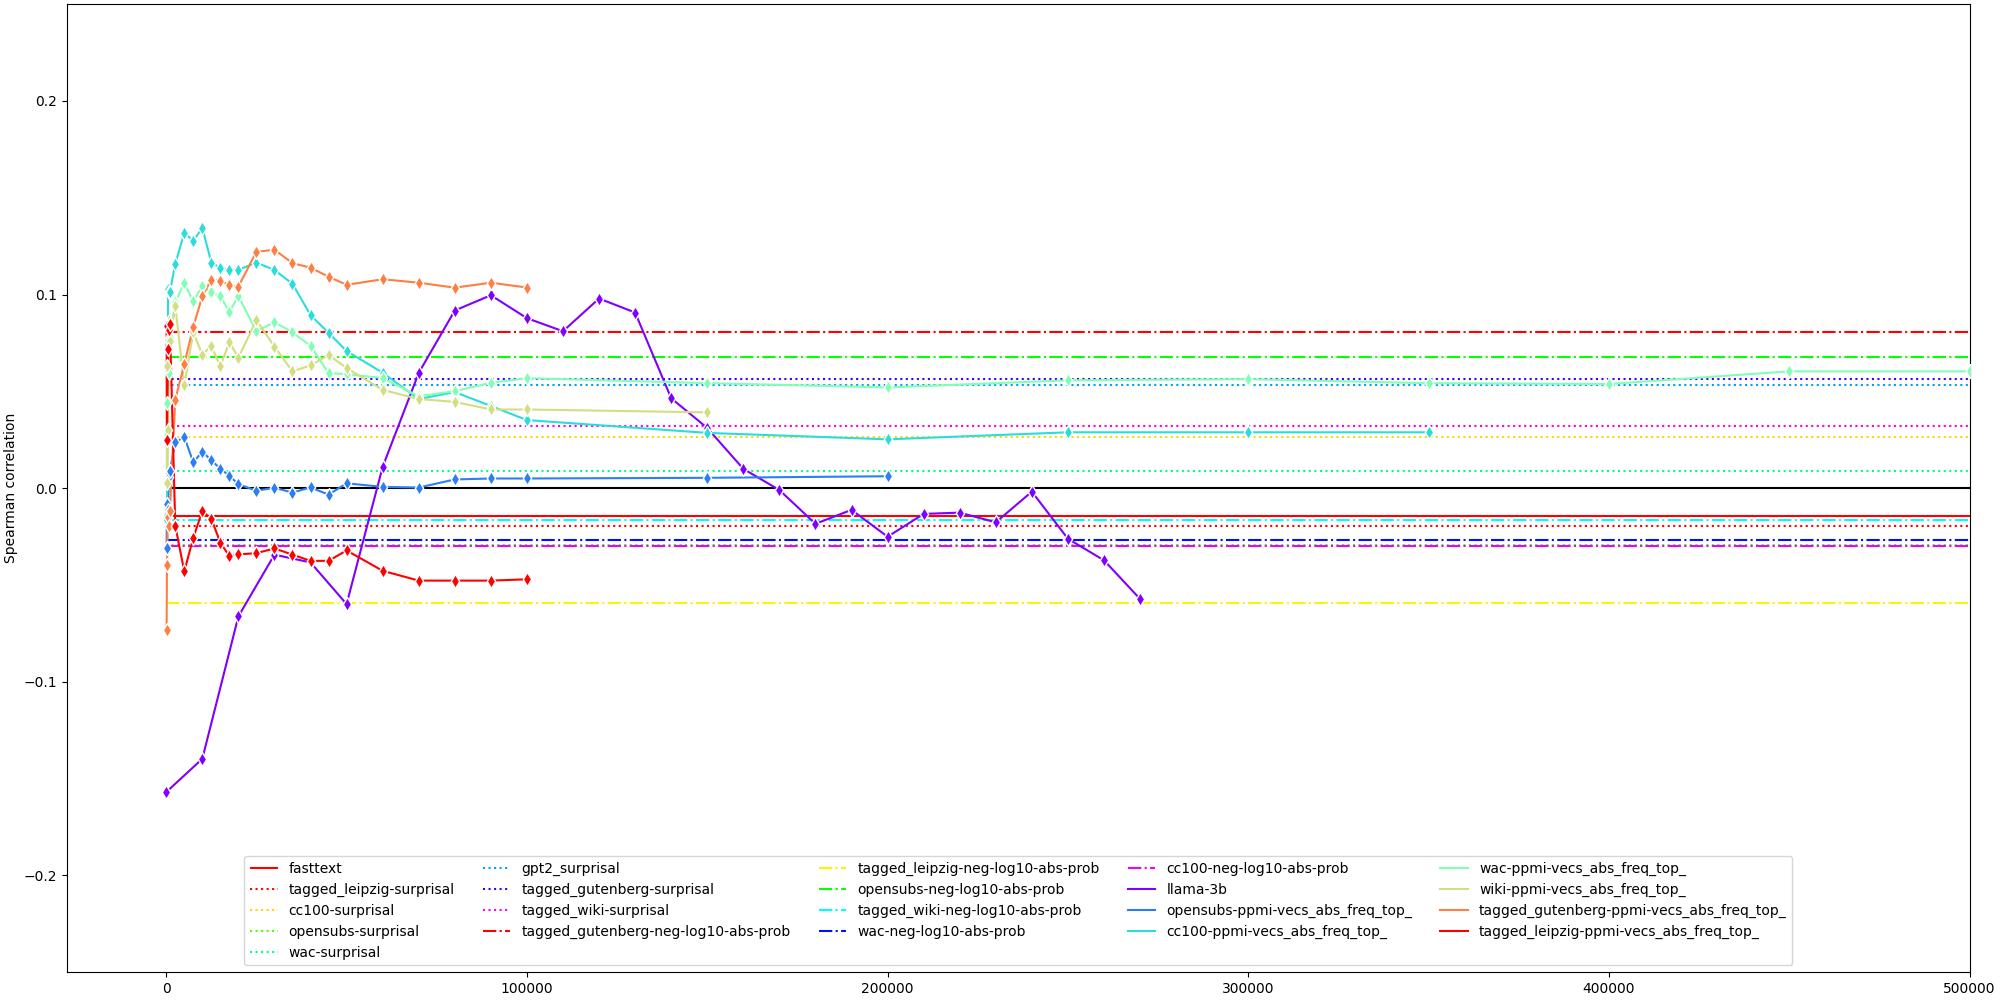 0.2
0.1
0.0
−0.1
−0.2
Spearman correlation
fasttext
tagged_leipzig-surprisal
cc100-surprisal
opensubs-surprisal
wac-surprisal
gpt2_surprisal
tagged_gutenberg-surprisal
tagged_wiki-surprisal
tagged_gutenberg-neg-log10-abs-prob
tagged_leipzig-neg-log10-abs-prob
opensubs-neg-log10-abs-prob
tagged_wiki-neg-log10-abs-prob
wac-neg-log10-abs-prob
cc100-neg-log10-abs-prob
llama-3b
opensubs-ppmi-vecs_abs_freq_top_
cc100-ppmi-vecs_abs_freq_top_
wac-ppmi-vecs_abs_freq_top_
wiki-ppmi-vecs_abs_freq_top_
tagged_gutenberg-ppmi-vecs_abs_freq_top_
tagged_leipzig-ppmi-vecs_abs_freq_top_
0 100000 200000 300000 400000 500000